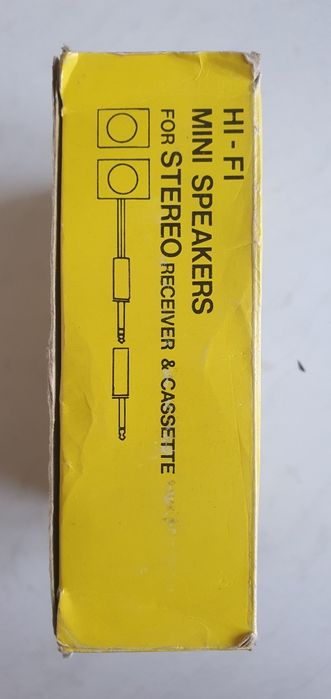 HI-FI
MINI SPEAKERS
FOR STEREO RECEIVER & CASSETTE